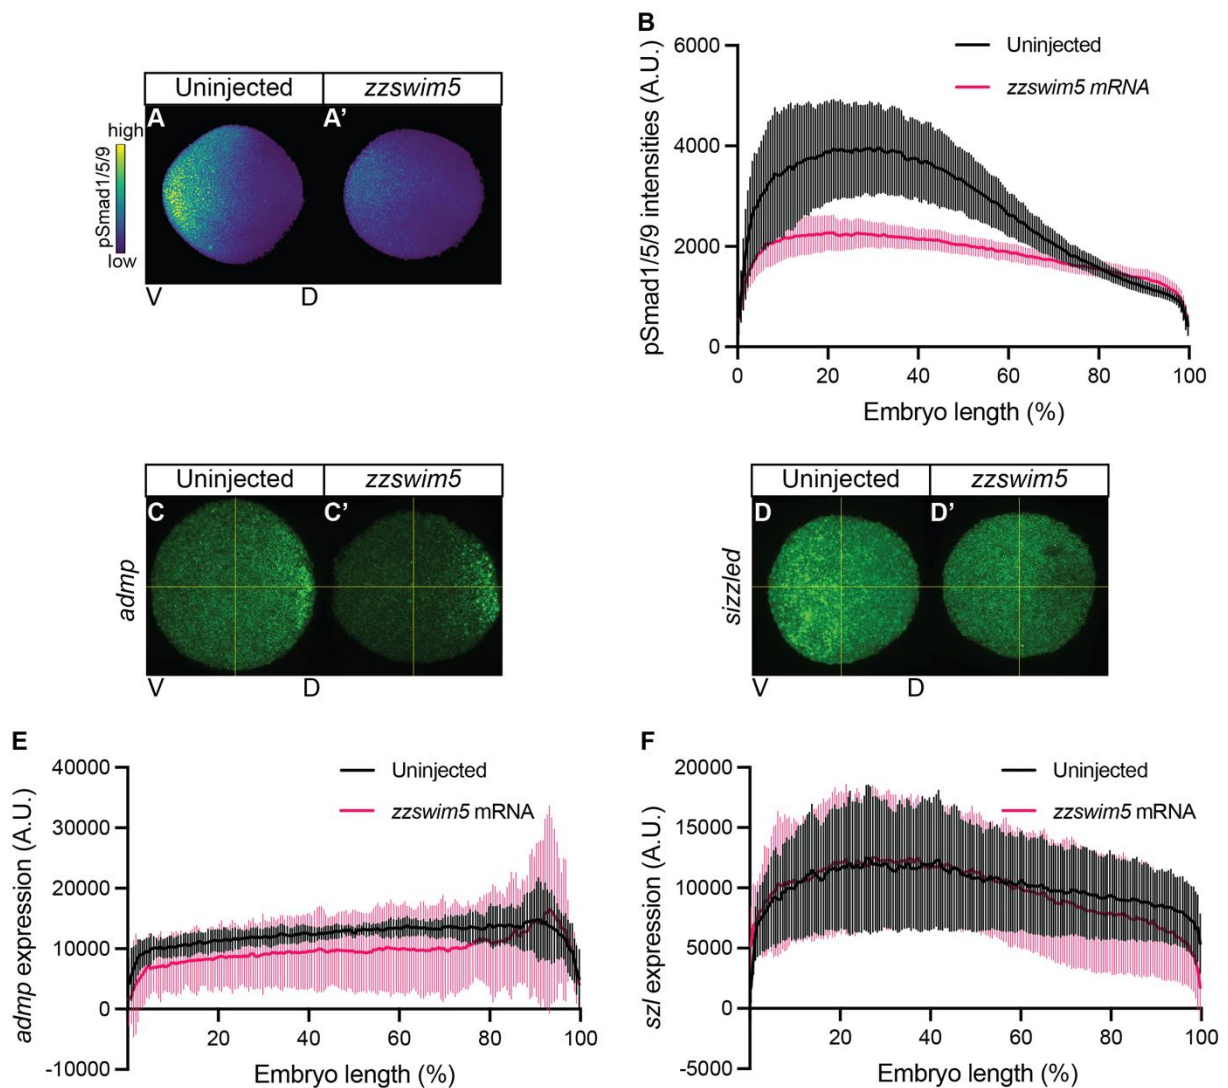 Uninjected zzswim5
A A’
high
pSmad1/5/9
low
V D
B
6000
4000
2000
0
pSmad1/5/9 intensities (A.U.)
Uninjected
zzswim5 mRNA
0 20 40 60 80 100
Embryo length (%)
Uninjected zzswim5
C C’
admp
V D
Uninjected zzswim5
D D’
sizzled
V D
E
40000
30000
20000
10000
0
-10000
admp expression (A.U.)
Uninjected
zzswim5 mRNA
20 40 60 80 100
Embryo length (%)
F
20000
15000
10000
5000
0
-5000
szl expression (A.U.)
Uninjected
zzswim5 mRNA
20 40 60 80 100
Embryo length (%)